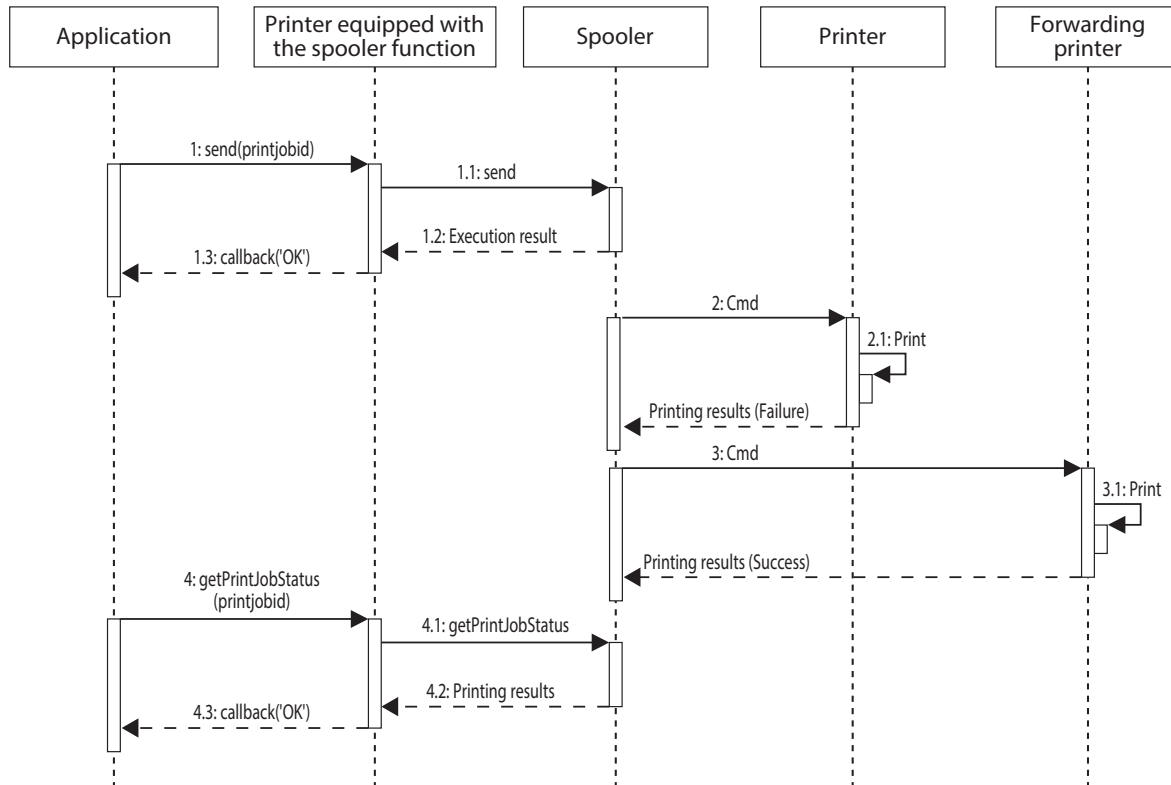 Application
Printer equipped with
the spooler function
Spooler
Printer
Forwarding
printer
1: send(printjobid)
1.1: send
1.2: Execution result
1.3: callback('OK')
2: Cmd
2.1: Print
Printing results (Failure)
3: Cmd
3.1: Print
Printing results (Success)
4: getPrintJobStatus
(printjobid)
4.1: getPrintJobStatus
4.2: Printing results
4.3: callback('OK')